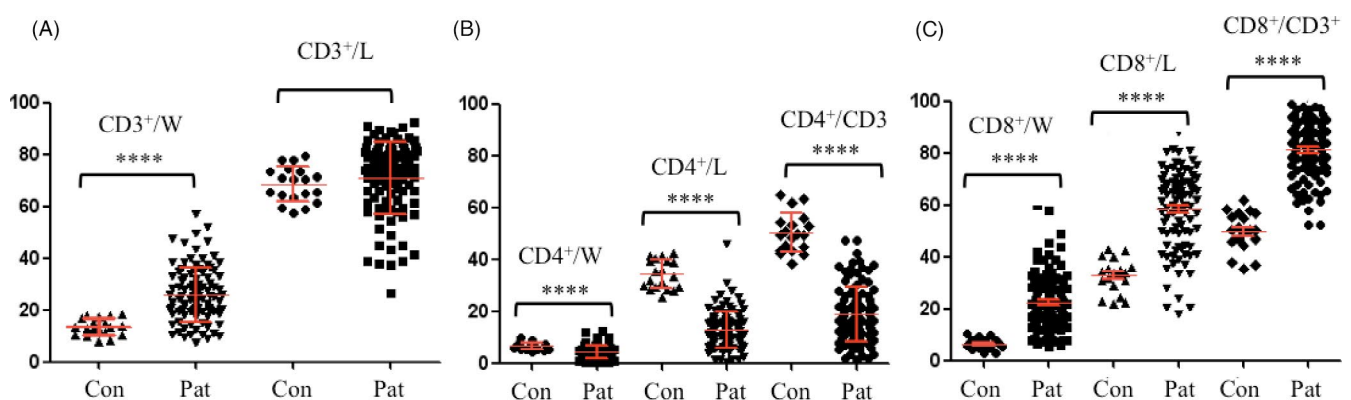 (A)
CD3⁺/L
CD3⁺/W
****
100
80
60
40
20
0
Con Pat Con Pat
(B)
CD4⁺/CD3
****
CD4⁺/L
****
CD4⁺/W
****
100
80
60
40
20
0
Con Pat Con Pat Con Pat
(C)
CD8⁺/CD3⁺
****
CD8⁺/L
****
CD8⁺/W
****
100
80
60
40
20
0
Con Pat Con Pat Con Pat